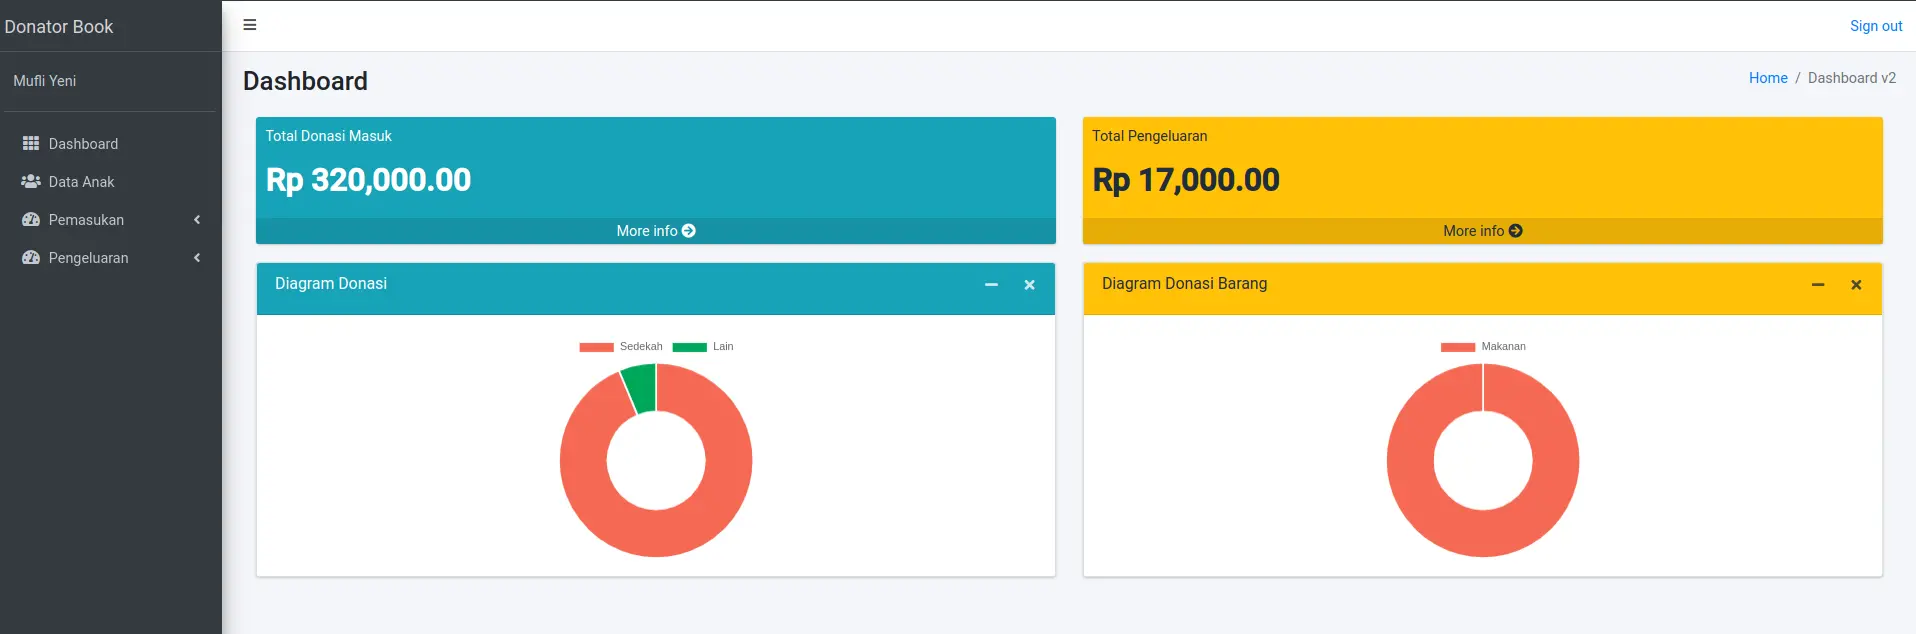 Donator Book
Sign out
Mufli Yeni
Dashboard
Data Anak
Pemasukan
Pengeluaran
Dashboard
Home / Dashboard v2
Total Donasi Masuk
Rp 320,000.00
More info
Total Pengeluaran
Rp 17,000.00
More info
Diagram Donasi
Sedekah Lain
Diagram Donasi Barang
Makanan